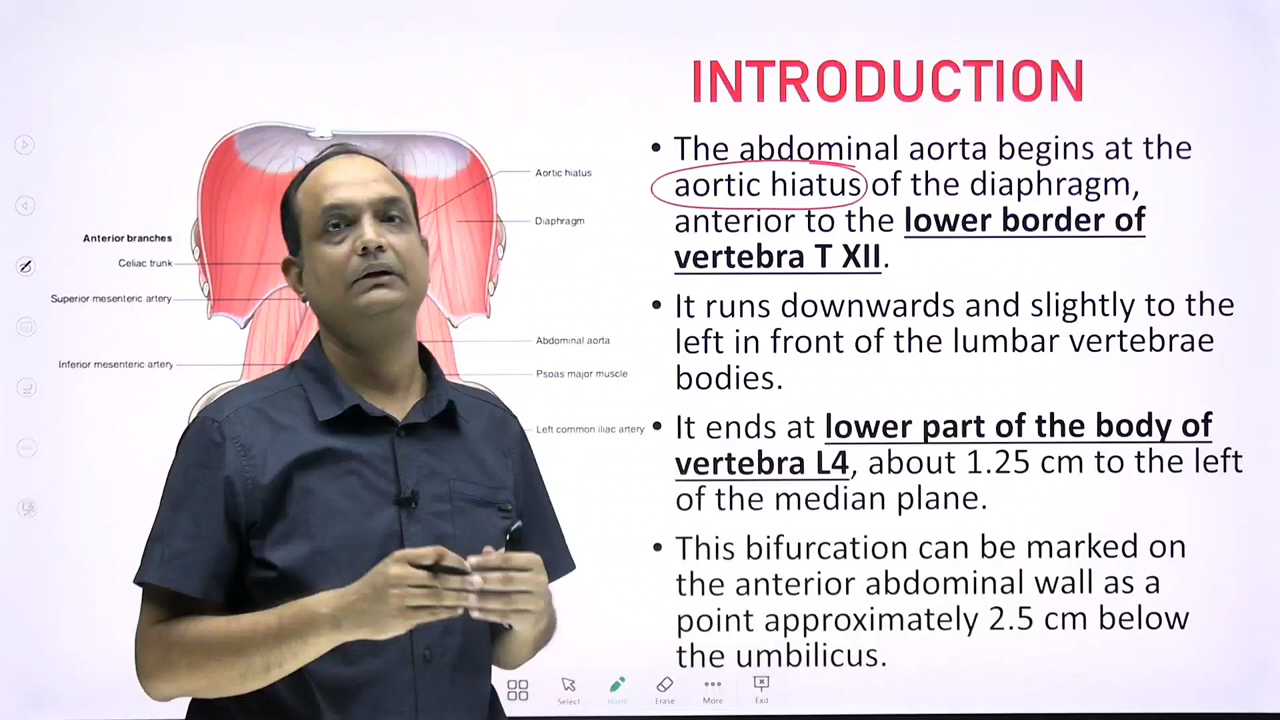 INTRODUCTION
• The abdominal aorta begins at the
aortic hiatus of the diaphragm,
anterior to the lower border of
vertebra T XII.
• It runs downwards and slightly to the
left in front of the lumbar vertebrae
bodies.
• It ends at lower part of the body of
vertebra L4, about 1.25 cm to the left
of the median plane.
• This bifurcation can be marked on
the anterior abdominal wall as a
point approximately 2.5 cm below
the umbilicus.
Aortic hiatus
Diaphragm
Anterior branches
Celiac trunk
Superior mesenteric artery
Inferior mesenteric artery
Abdominal aorta
Psoas major muscle
Left common iliac artery
Select
Erase
More
Exit